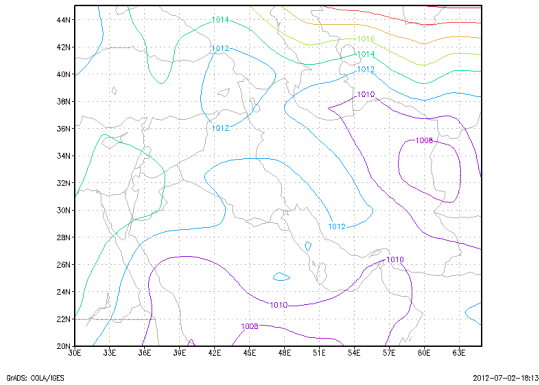 44N
42N
40N
38N
36N
34N
32N
30N
28N
26N
24N
22N
20N
1014
1012
1016
1014
1012
1010
1012
1008
1012
1010
1010
1008
30E 33E 36E 39E 42E 45E 48E 51E 54E 57E 60E 63E
GrADS: COLA/IGES 2012-07-02-18:13